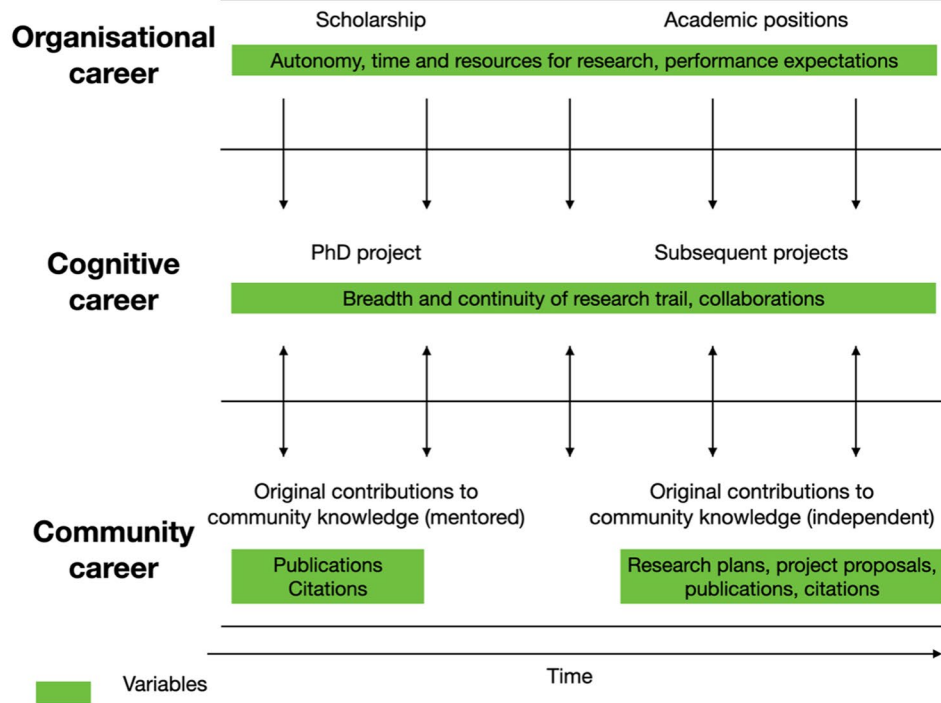 Organisational
career
Scholarship
Academic positions
Autonomy, time and resources for research, performance expectations
Cognitive
career
PhD project
Subsequent projects
Breadth and continuity of research trail, collaborations
Community
career
Original contributions to
community knowledge (mentored)
Original contributions to
community knowledge (independent)
Publications
Citations
Research plans, project proposals,
publications, citations
Time
Variables